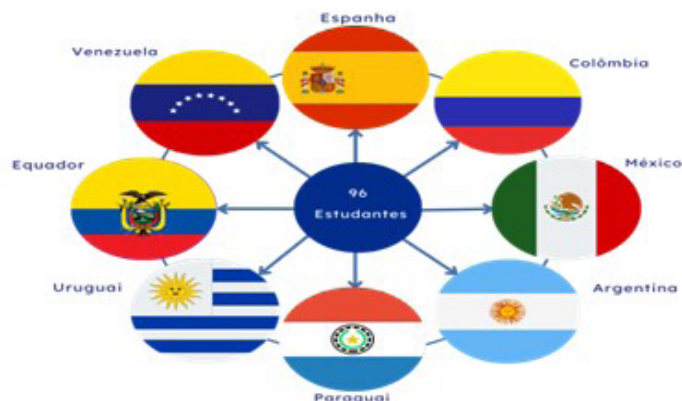 Espanha
Venezuela
Colômbia
Equador
96
Estudantes
México
Uruguai
Argentina
Paraguai